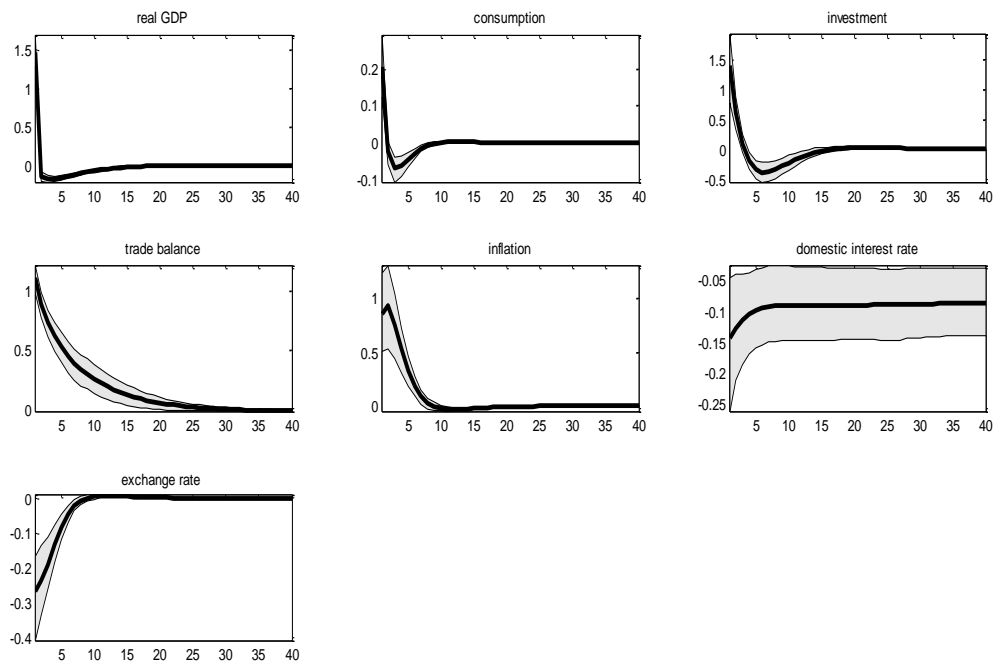 real GDP
1.5
1
0.5
0
5 10 15 20 25 30 35 40
consumption
0.2
0.1
0
-0.1
5 10 15 20 25 30 35 40
investment
1.5
1
0.5
0
-0.5
5 10 15 20 25 30 35 40
trade balance
1
0.5
0
5 10 15 20 25 30 35 40
inflation
1
0.5
0
5 10 15 20 25 30 35 40
domestic interest rate
-0.05
-0.1
-0.15
-0.2
-0.25
5 10 15 20 25 30 35 40
exchange rate
0
-0.1
-0.2
-0.3
-0.4
5 10 15 20 25 30 35 40